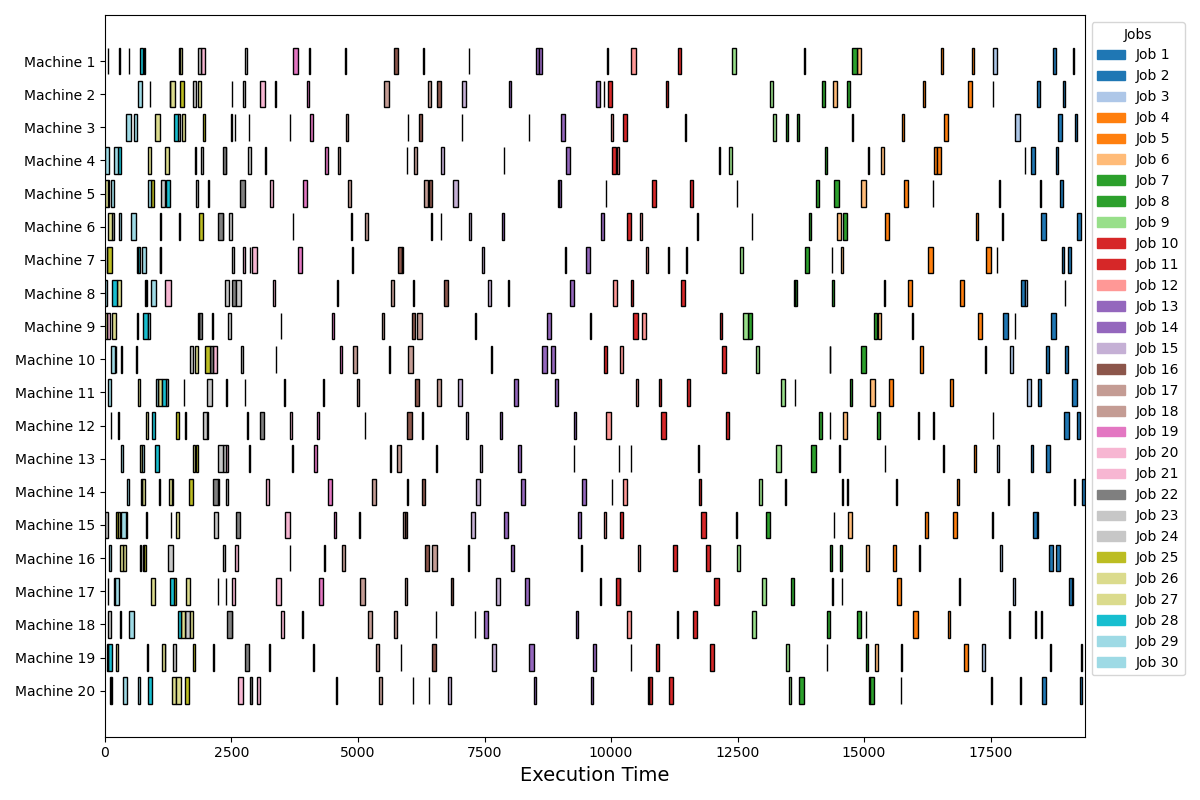 Machine 1
Machine 2
Machine 3
Machine 4
Machine 5
Machine 6
Machine 7
Machine 8
Machine 9
Machine 10
Machine 11
Machine 12
Machine 13
Machine 14
Machine 15
Machine 16
Machine 17
Machine 18
Machine 19
Machine 20
0 2500 5000 7500 10000 12500 15000 17500
Execution Time
Jobs
Job 1
Job 2
Job 3
Job 4
Job 5
Job 6
Job 7
Job 8
Job 9
Job 10
Job 11
Job 12
Job 13
Job 14
Job 15
Job 16
Job 17
Job 18
Job 19
Job 20
Job 21
Job 22
Job 23
Job 24
Job 25
Job 26
Job 27
Job 28
Job 29
Job 30